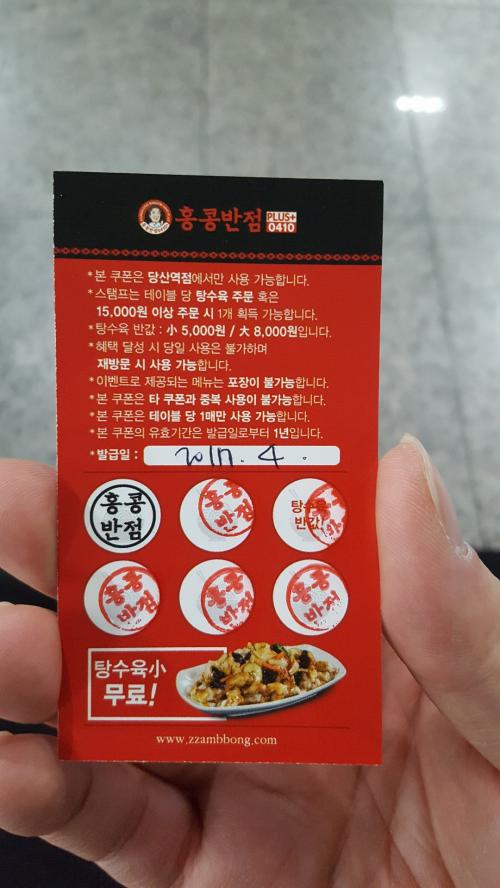 홍콩반점 PLUS+ 0410
*본 쿠폰은 당산역점에서만 사용 가능합니다.
*스탬프는 테이블 당 탕수육 주문 혹은
15,000원 이상 주문 시 1개 획득 가능합니다.
*탕수육 반값 : 小 5,000원 / 大 8,000원입니다.
*혜택 달성 시 당일 사용은 불가하며
재방문 시 사용 가능합니다.
*이벤트로 제공되는 메뉴는 포장이 불가능합니다.
*본 쿠폰은 타 쿠폰과 중복 사용이 불가능합니다.
*본 쿠폰은 테이블 당 1매만 사용 가능합니다.
*본 쿠폰의 유효기간은 발급일로부터 1년입니다.
*발급일 : 2017. 4 .
홍콩 홍콩 탕수육 홍콩
반점 반점 반값! 반점
홍콩 홍콩 홍콩
반점 반점 반점
탕수육小
무료!
www.zzambbong.com